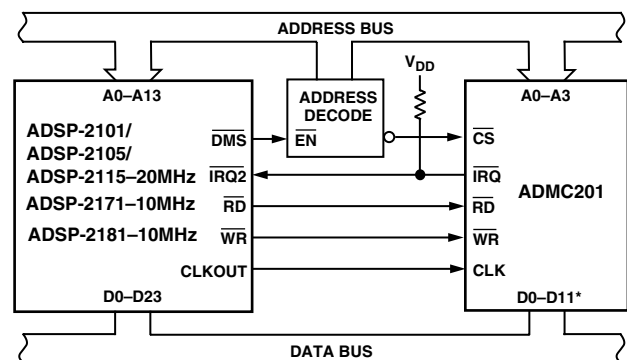 ADDRESS BUS
A0–A13
ADSP-2101/
ADSP-2105/
ADSP-2115–20MHz
ADSP-2171–10MHz
ADSP-2181–10MHz
DMS
IRQ2
RD
WR
CLKOUT
D0–D23
ADDRESS
DECODE
EN
VDD
A0–A3
CS
IRQ
ADMC201
RD
WR
CLK
D0–D11*
DATA BUS